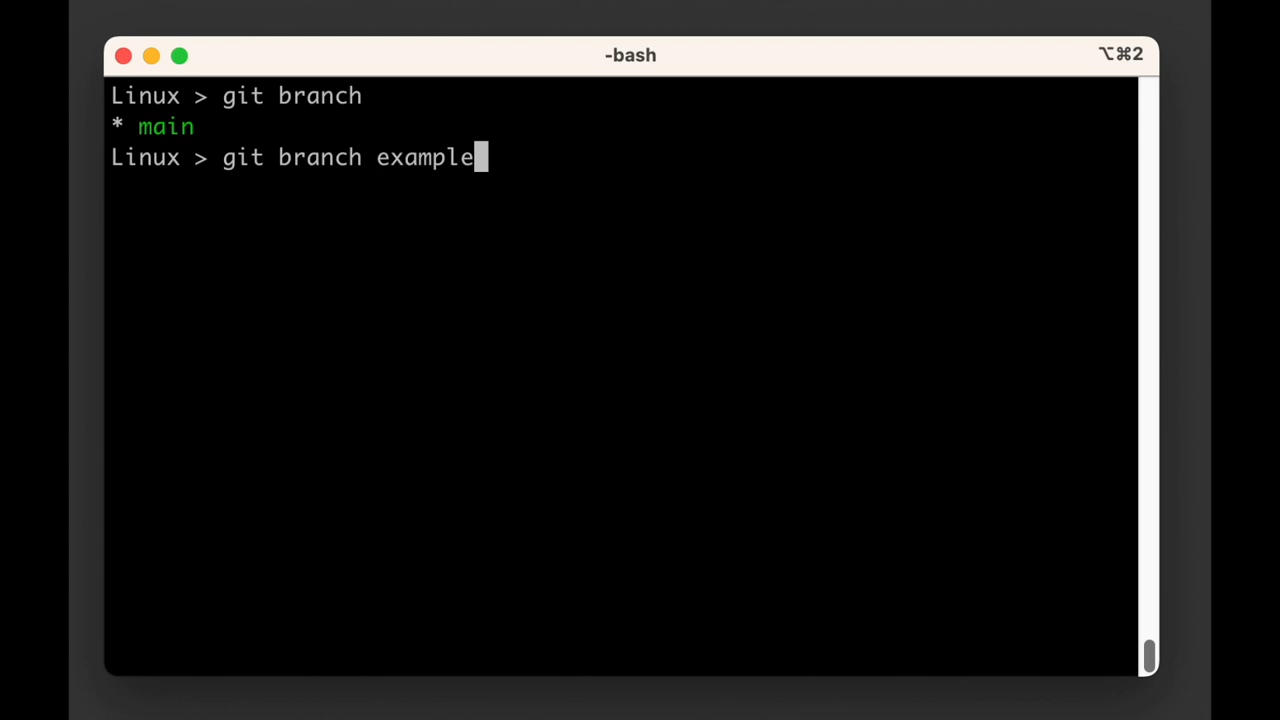 -bash
⌥⌘2
Linux > git branch
* main
Linux > git branch example